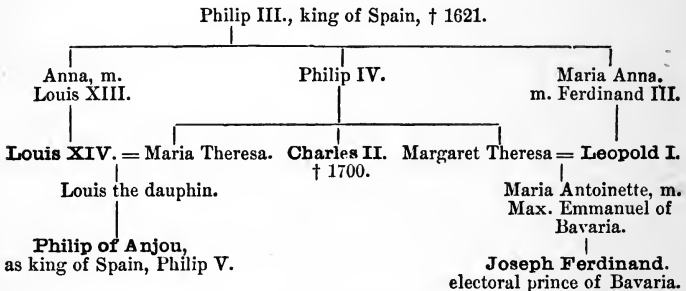 Philip III., king of Spain, † 1621.
Anna, m.
Louis XIII.
Philip IV.
Maria Anna.
m. Ferdinand III.
Louis XIV. = Maria Theresa. Charles II. Margaret Theresa = Leopold I.
† 1700.
Louis the dauphin.
Maria Antoinette, m.
Max. Emmanuel of
Bavaria.
Philip of Anjou,
as king of Spain, Philip V.
Joseph Ferdinand.
electoral prince of Bavaria.